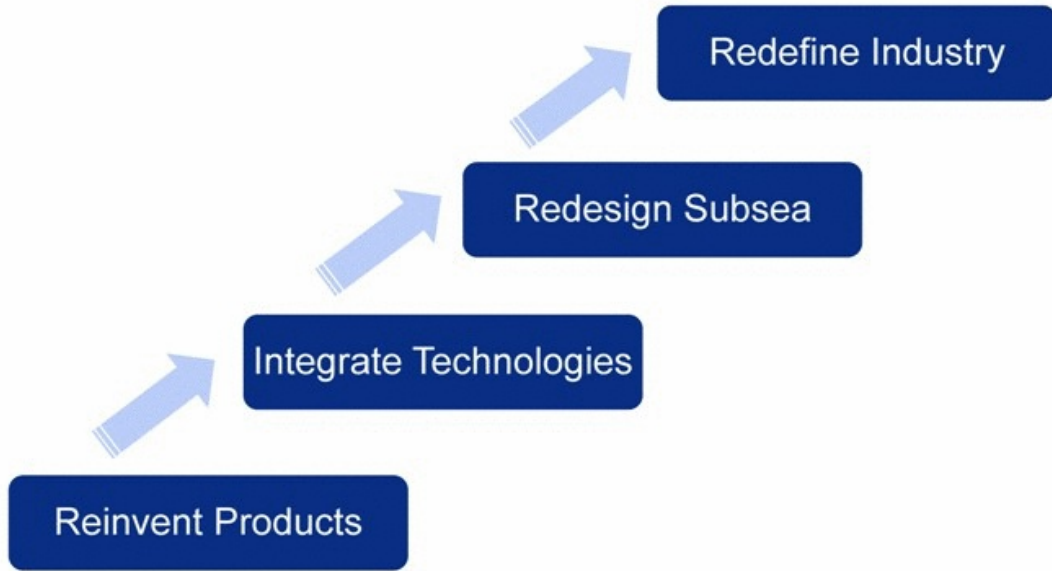 Redefine Industry
Redesign Subsea
Integrate Technologies
Reinvent Products